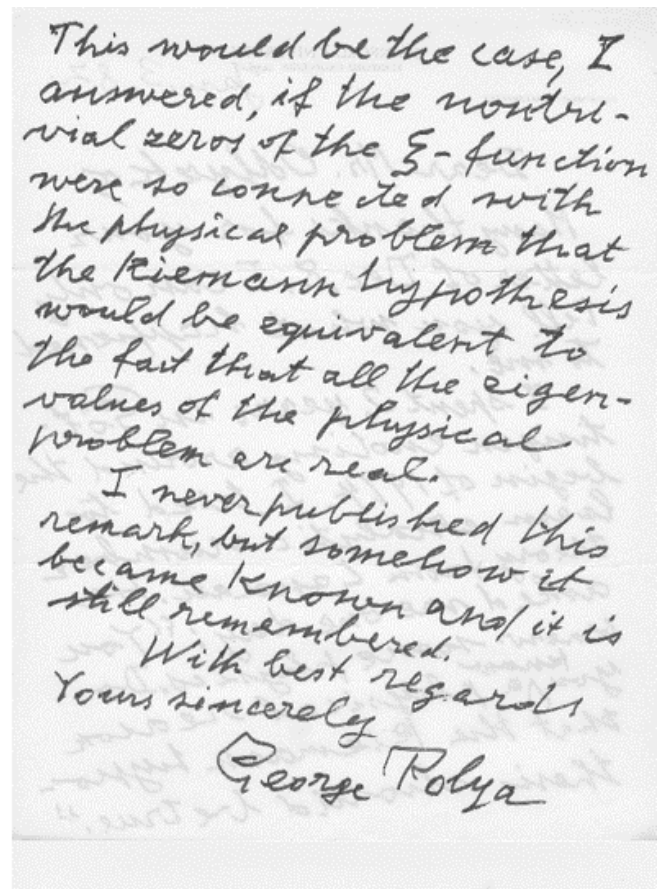 This would be the case, I
answered, if the nontri-
vial zeros of the ξ-function
were so connected with
the physical problem that
the Riemann hypothesis
would be equivalent to
the fact that all the eigen-
values of the physical
problem are real.
I never published this
remark, but somehow it
became known and it is
still remembered.
With best regards
Yours sincerely
George Polya